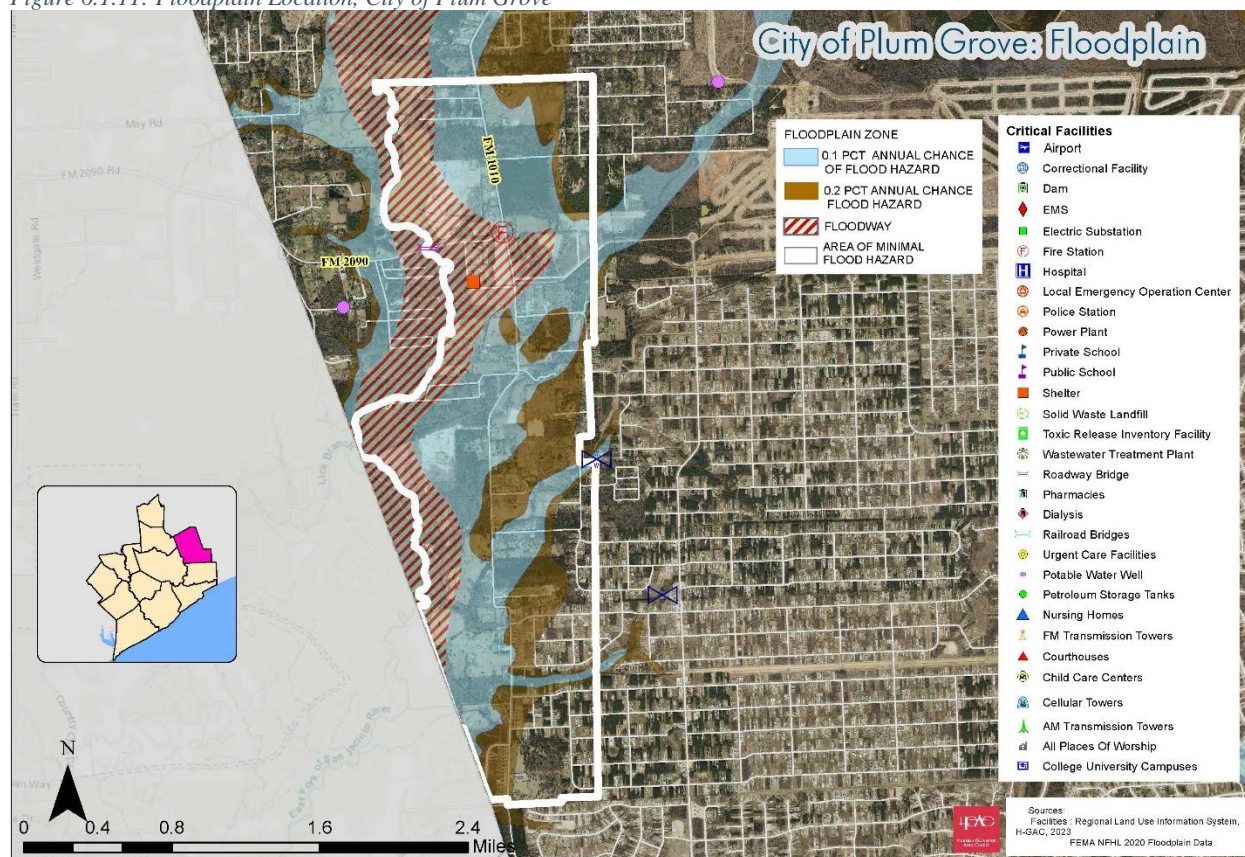 Figure 6.1.11: Floodplain Location, City of Plum Grove
City of Plum Grove: Floodplain
May Rd
FM 2090 Rd
Westgate Rd
Tram Rd
FM 1010
FM 2090
F
W
Lick Branch
East Fork of San Jacinto River
Country
an Way
e Dr
FLOODPLAIN ZONE
0.1 PCT ANNUAL CHANCE
OF FLOOD HAZARD
0.2 PCT ANNUAL CHANCE
FLOOD HAZARD
FLOODWAY
AREA OF MINIMAL
FLOOD HAZARD
Critical Facilities
Airport
Correctional Facility
Dam
EMS
Electric Substation
Fire Station
Hospital
Local Emergency Operation Center
Police Station
Power Plant
Private School
Public School
Shelter
Solid Waste Landfill
Toxic Release Inventory Facility
Wastewater Treatment Plant
Roadway Bridge
Pharmacies
Dialysis
Railroad Bridges
Urgent Care Facilities
Potable Water Well
Petroleum Storage Tanks
Nursing Homes
FM Transmission Towers
Courthouses
Child Care Centers
Cellular Towers
AM Transmission Towers
All Places Of Worship
College University Campuses
N
0 0.4 0.8 1.6 2.4
Miles
Sources:
Facilities : Regional Land Use Information System,
H-GAC, 2023
FEMA NFHL 2020 Floodplain Data